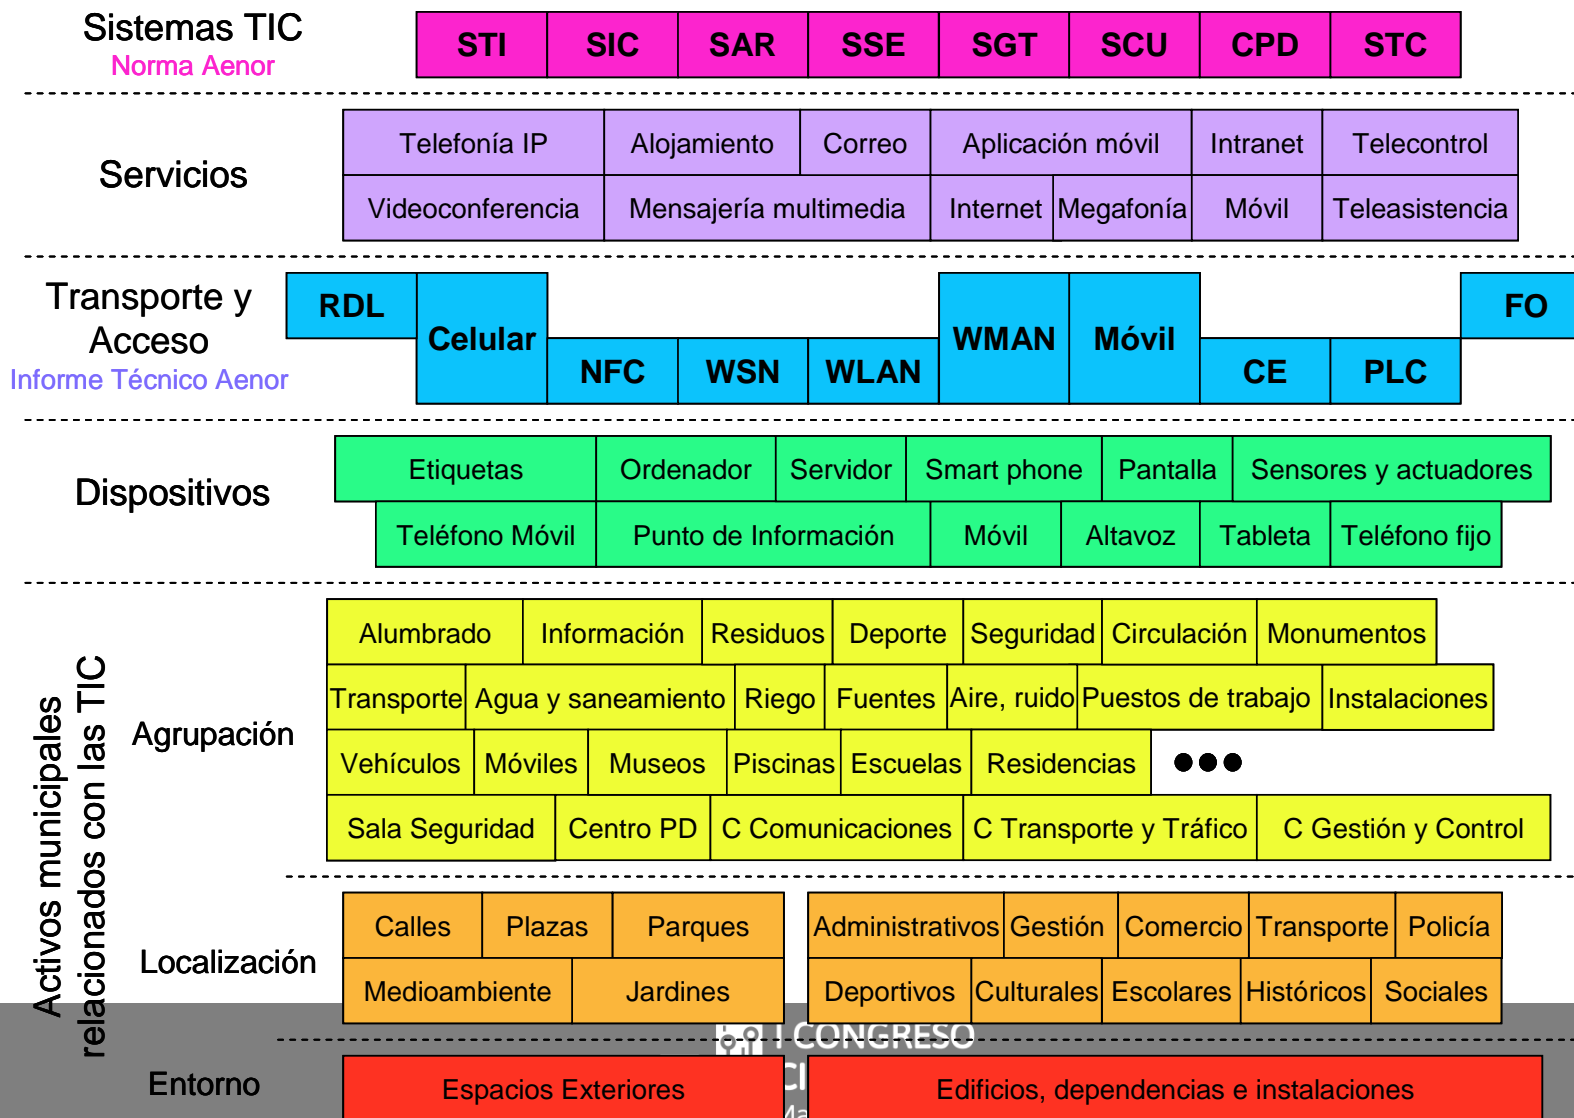 Sistemas TIC
Norma Aenor
STI SIC SAR SSE SGT SCU CPD STC
Servicios
Telefonía IP Alojamiento Correo Aplicación móvil Intranet Telecontrol
Videoconferencia Mensajería multimedia Internet Megafonía Móvil Teleasistencia
Transporte y
Acceso
Informe Técnico Aenor
RDL Celular WMAN Móvil FO
NFC WSN WLAN CE PLC
Dispositivos
Etiquetas Ordenador Servidor Smart phone Pantalla Sensores y actuadores
Teléfono Móvil Punto de Información Móvil Altavoz Tableta Teléfono fijo
Activos municipales
relacionados con las TIC
Agrupación
Alumbrado Información Residuos Deporte Seguridad Circulación Monumentos
Transporte Agua y saneamiento Riego Fuentes Aire, ruido Puestos de trabajo Instalaciones
Vehículos Móviles Museos Piscinas Escuelas Residencias ●●●
Sala Seguridad Centro PD C Comunicaciones C Transporte y Tráfico C Gestión y Control
Localización
Calles Plazas Parques Administrativos Gestión Comercio Transporte Policía
Medioambiente Jardines Deportivos Culturales Escolares Históricos Sociales
I CONGRESO
Entorno
Espacios Exteriores Edificios, dependencias e instalaciones